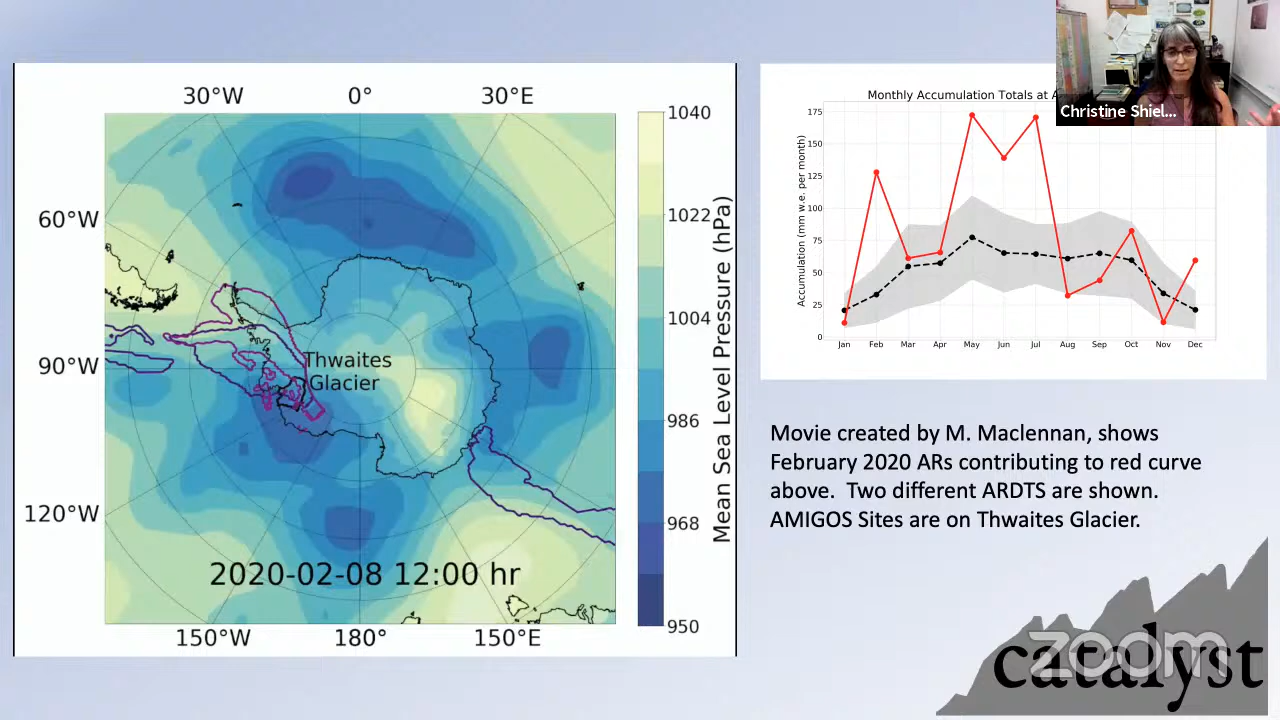 30°W 0° 30°E
60°W
90°W
120°W
150°W 180° 150°E
Thwaites
Glacier
2020-02-08 12:00 hr
1040
1022
1004
986
968
950
Mean Sea Level Pressure (hPa)
Monthly Accumulation Totals at
Accumulation (mm w.e. per month)
175
150
125
100
75
50
25
0
Jan Feb Mar Apr May Jun Jul Aug Sep Oct Nov Dec
Christine Shiel...
Movie created by M. Maclennan, shows
February 2020 ARs contributing to red curve
above. Two different ARDTS are shown.
AMIGOS Sites are on Thwaites Glacier.
zoom
catalyst